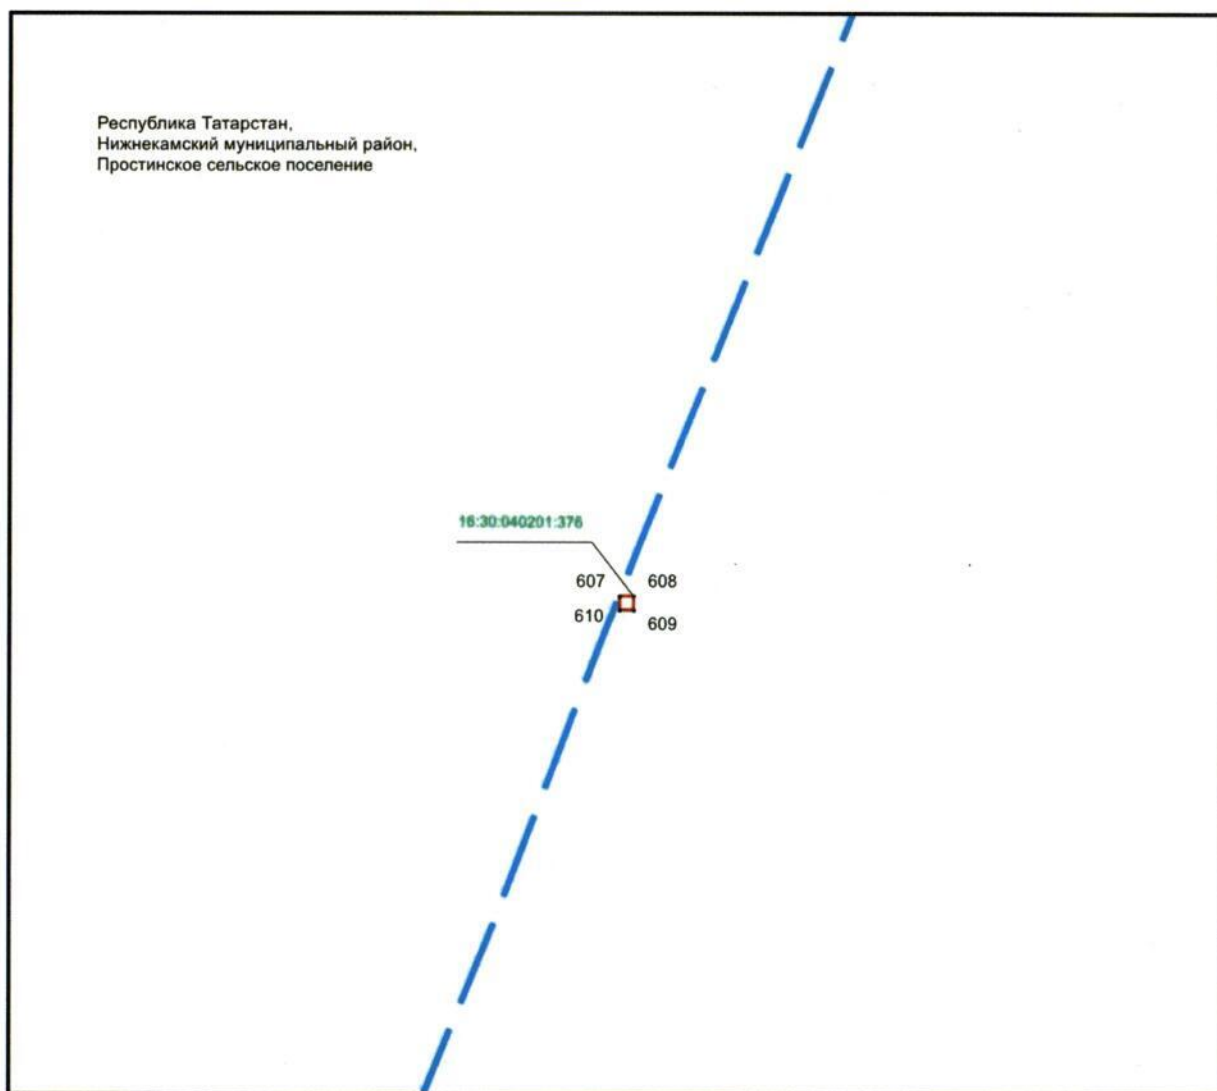 Республика Татарстан,
Нижнекамский муниципальный район,
Простинское сельское поселение
16:30:040201:376
607 608
610 609